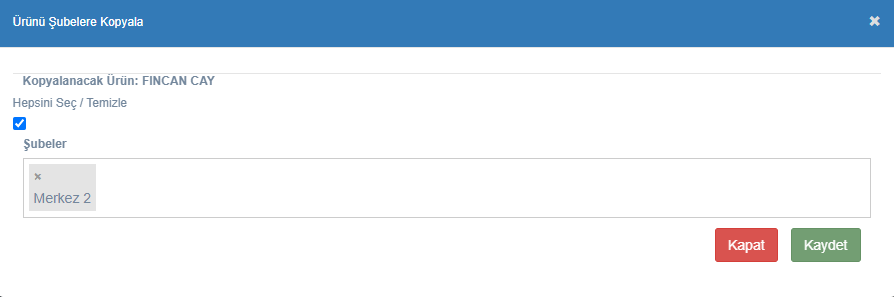 Ürünü Şubelere Kopyala
×
Kopyalanacak Ürün: FINCAN CAY
Hepsini Seç / Temizle
Şubeler
×
Merkez 2
Kapat Kaydet